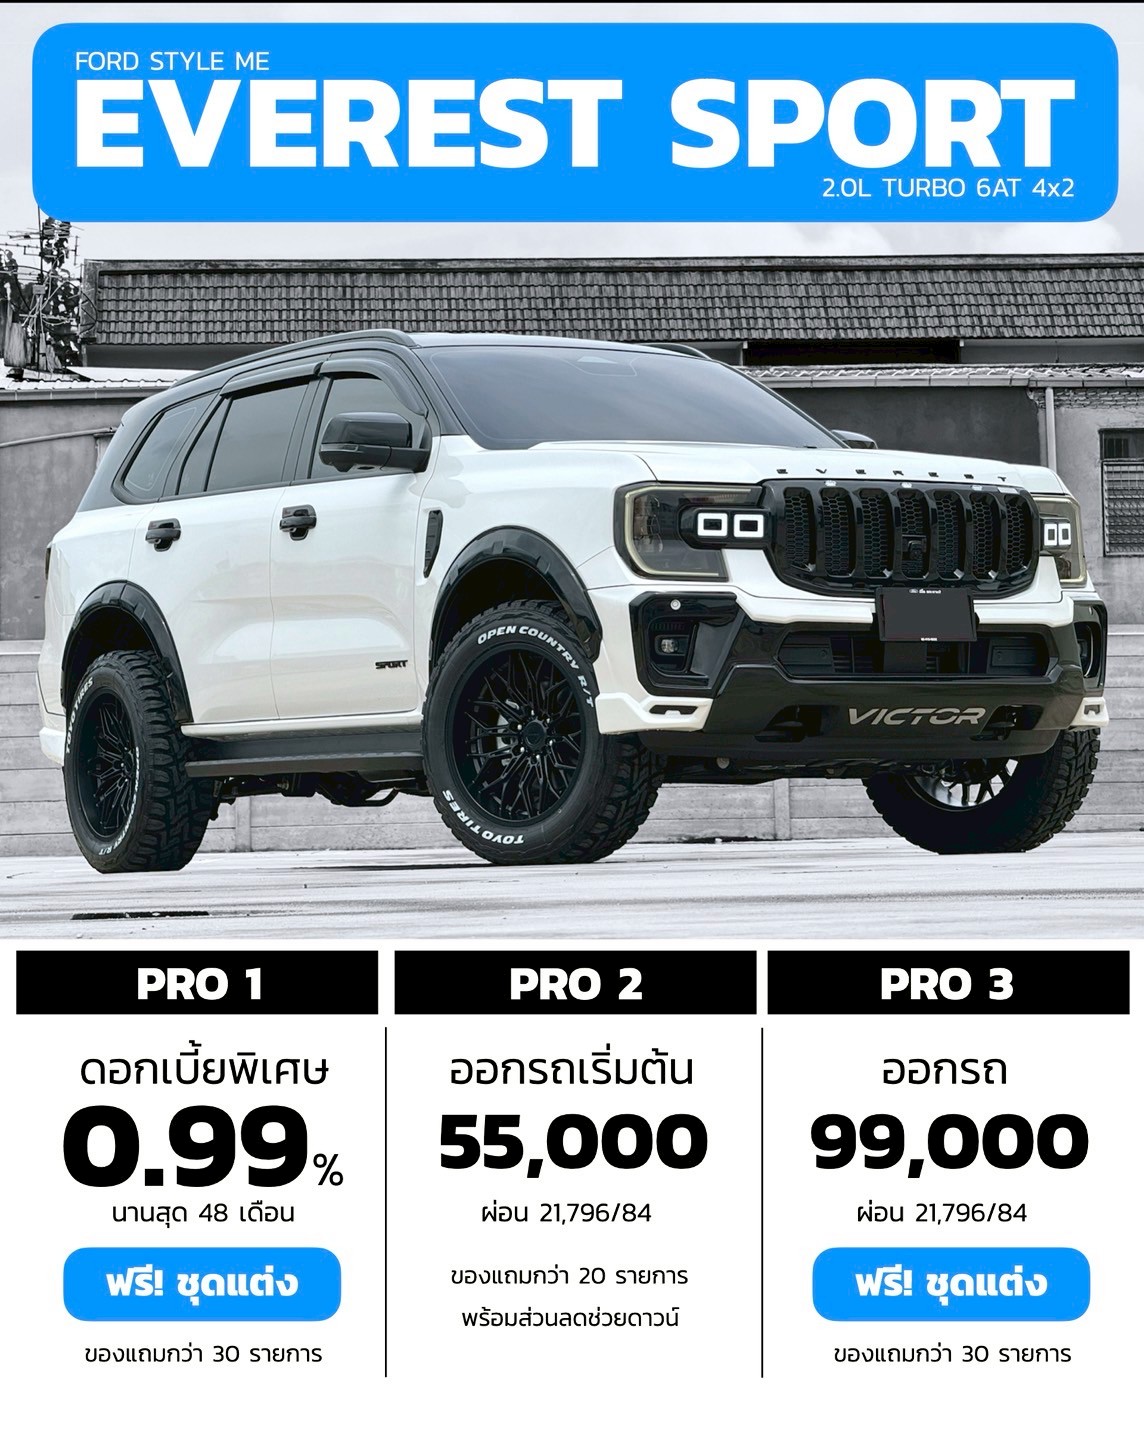 FORD STYLE ME
EVEREST SPORT
2.0L TURBO 6AT 4x2
EVEREST
SPORT
OPEN COUNTRY R/T
TOYO TIRES
VICTOR
PRO 1
ดอกเบี้ยพิเศษ
0.99%
นานสุด 48 เดือน
ฟรี! ชุดแต่ง
ของแถมกว่า 30 รายการ
PRO 2
ออกรถเริ่มต้น
55,000
ผ่อน 21,796/84
ของแถมกว่า 20 รายการ
พร้อมส่วนลดช่วยดาวน์
PRO 3
ออกรถ
99,000
ผ่อน 21,796/84
ฟรี! ชุดแต่ง
ของแถมกว่า 30 รายการ